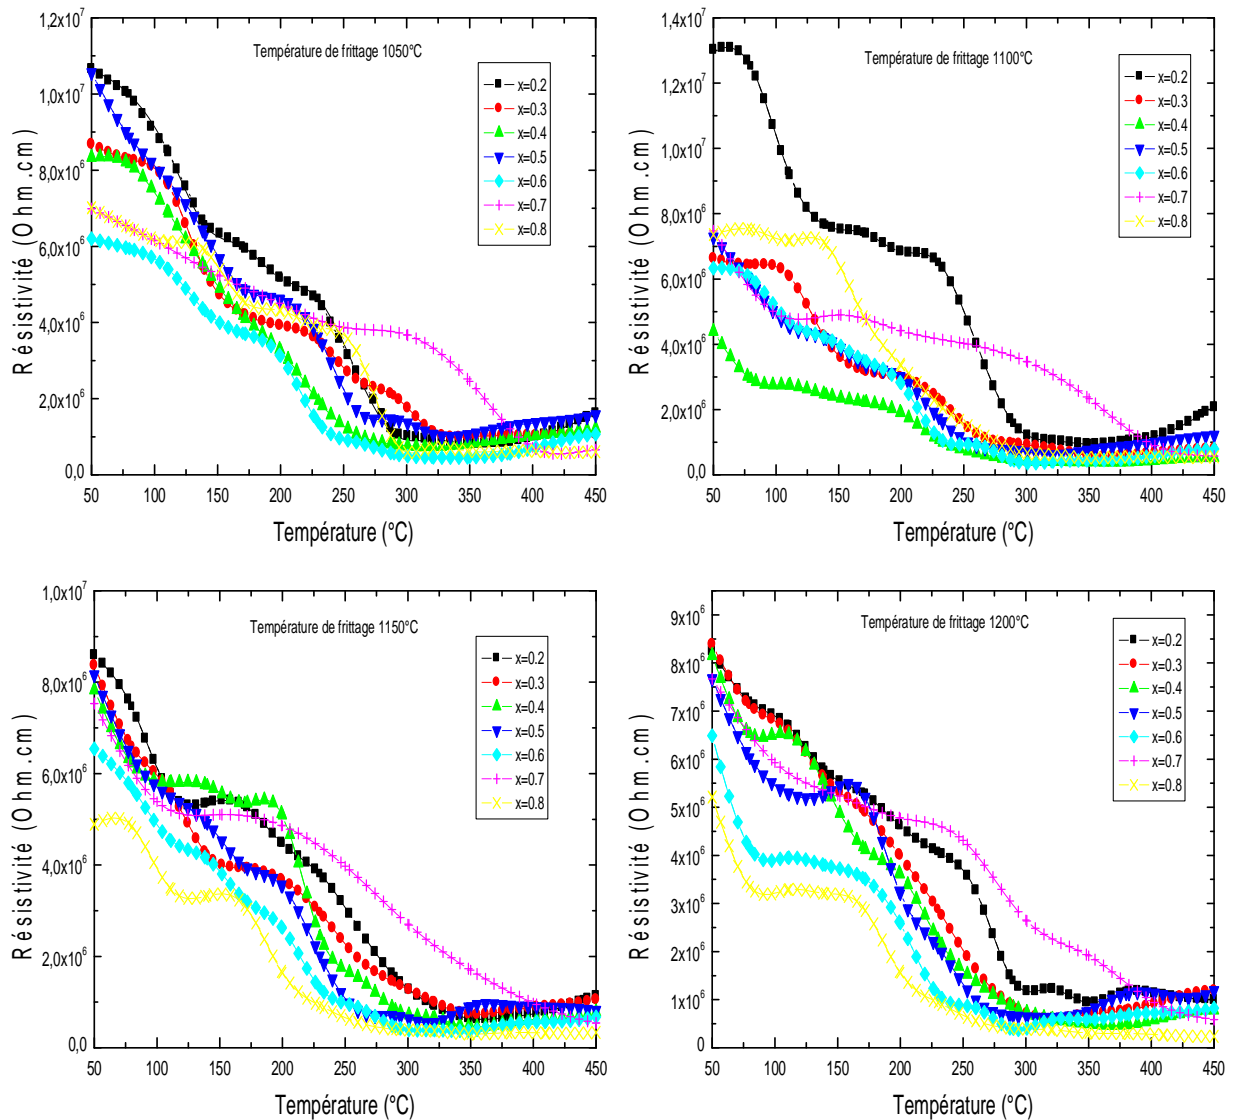 Température de frittage 1050°C
Résistivité (Ohm.cm)
1,2x10⁷
1,0x10⁷
8,0x10⁶
6,0x10⁶
4,0x10⁶
2,0x10⁶
0,0
x=0.2
x=0.3
x=0.4
x=0.5
x=0.6
x=0.7
x=0.8
50 100 150 200 250 300 350 400 450
Température (°C)
Température de frittage 1100°C
Résistivité (Ohm.cm)
1,4x10⁷
1,2x10⁷
1,0x10⁷
8,0x10⁶
6,0x10⁶
4,0x10⁶
2,0x10⁶
0,0
x=0.2
x=0.3
x=0.4
x=0.5
x=0.6
x=0.7
x=0.8
50 100 150 200 250 300 350 400 450
Température (°C)
Température de frittage 1150°C
Résistivité (Ohm.cm)
1,0x10⁷
8,0x10⁶
6,0x10⁶
4,0x10⁶
2,0x10⁶
0,0
x=0.2
x=0.3
x=0.4
x=0.5
x=0.6
x=0.7
x=0.8
50 100 150 200 250 300 350 400 450
Température (°C)
Température de frittage 1200°C
Résistivité (Ohm.cm)
9x10⁶
8x10⁶
7x10⁶
6x10⁶
5x10⁶
4x10⁶
3x10⁶
2x10⁶
1x10⁶
0
x=0.2
x=0.3
x=0.4
x=0.5
x=0.6
x=0.7
x=0.8
50 100 150 200 250 300 350 400 450
Température (°C)